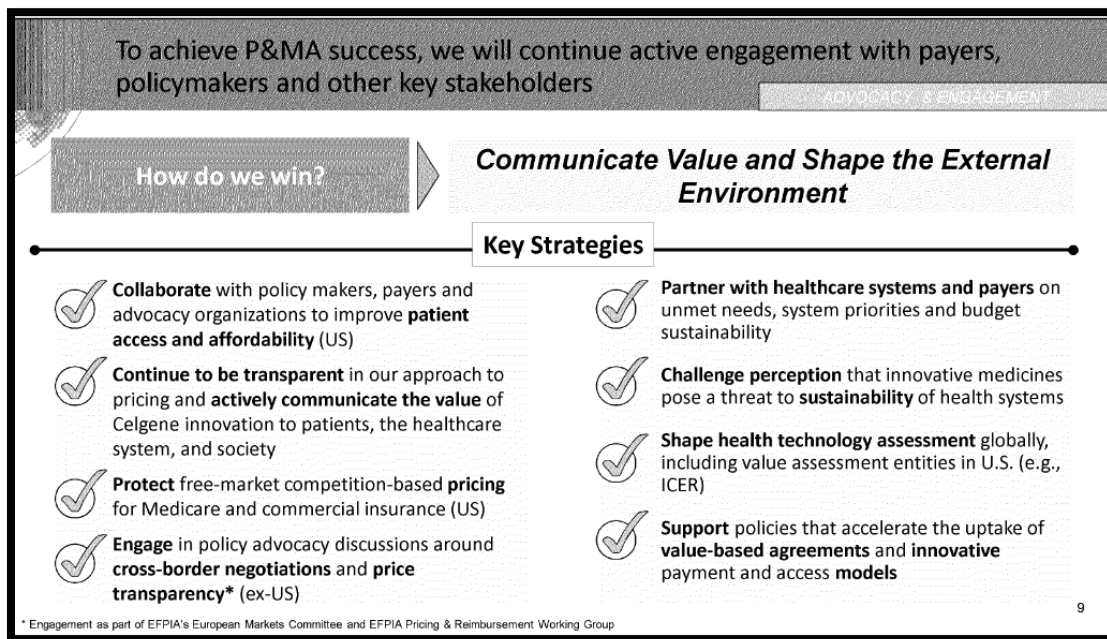 To achieve P&MA success, we will continue active engagement with payers,
policymakers and other key stakeholders
ADVOCACY & ENGAGEMENT
How do we win?
Communicate Value and Shape the External
Environment
Key Strategies
Collaborate with policy makers, payers and
advocacy organizations to improve patient
access and affordability (US)
Continue to be transparent in our approach to
pricing and actively communicate the value of
Celgene innovation to patients, the healthcare
system, and society
Protect free-market competition-based pricing
for Medicare and commercial insurance (US)
Engage in policy advocacy discussions around
cross-border negotiations and price
transparency* (ex-US)
Partner with healthcare systems and payers on
unmet needs, system priorities and budget
sustainability
Challenge perception that innovative medicines
pose a threat to sustainability of health systems
Shape health technology assessment globally,
including value assessment entities in U.S. (e.g.,
ICER)
Support policies that accelerate the uptake of
value-based agreements and innovative
payment and access models
9
* Engagement as part of EFPIA's European Markets Committee and EFPIA Pricing & Reimbursement Working Group